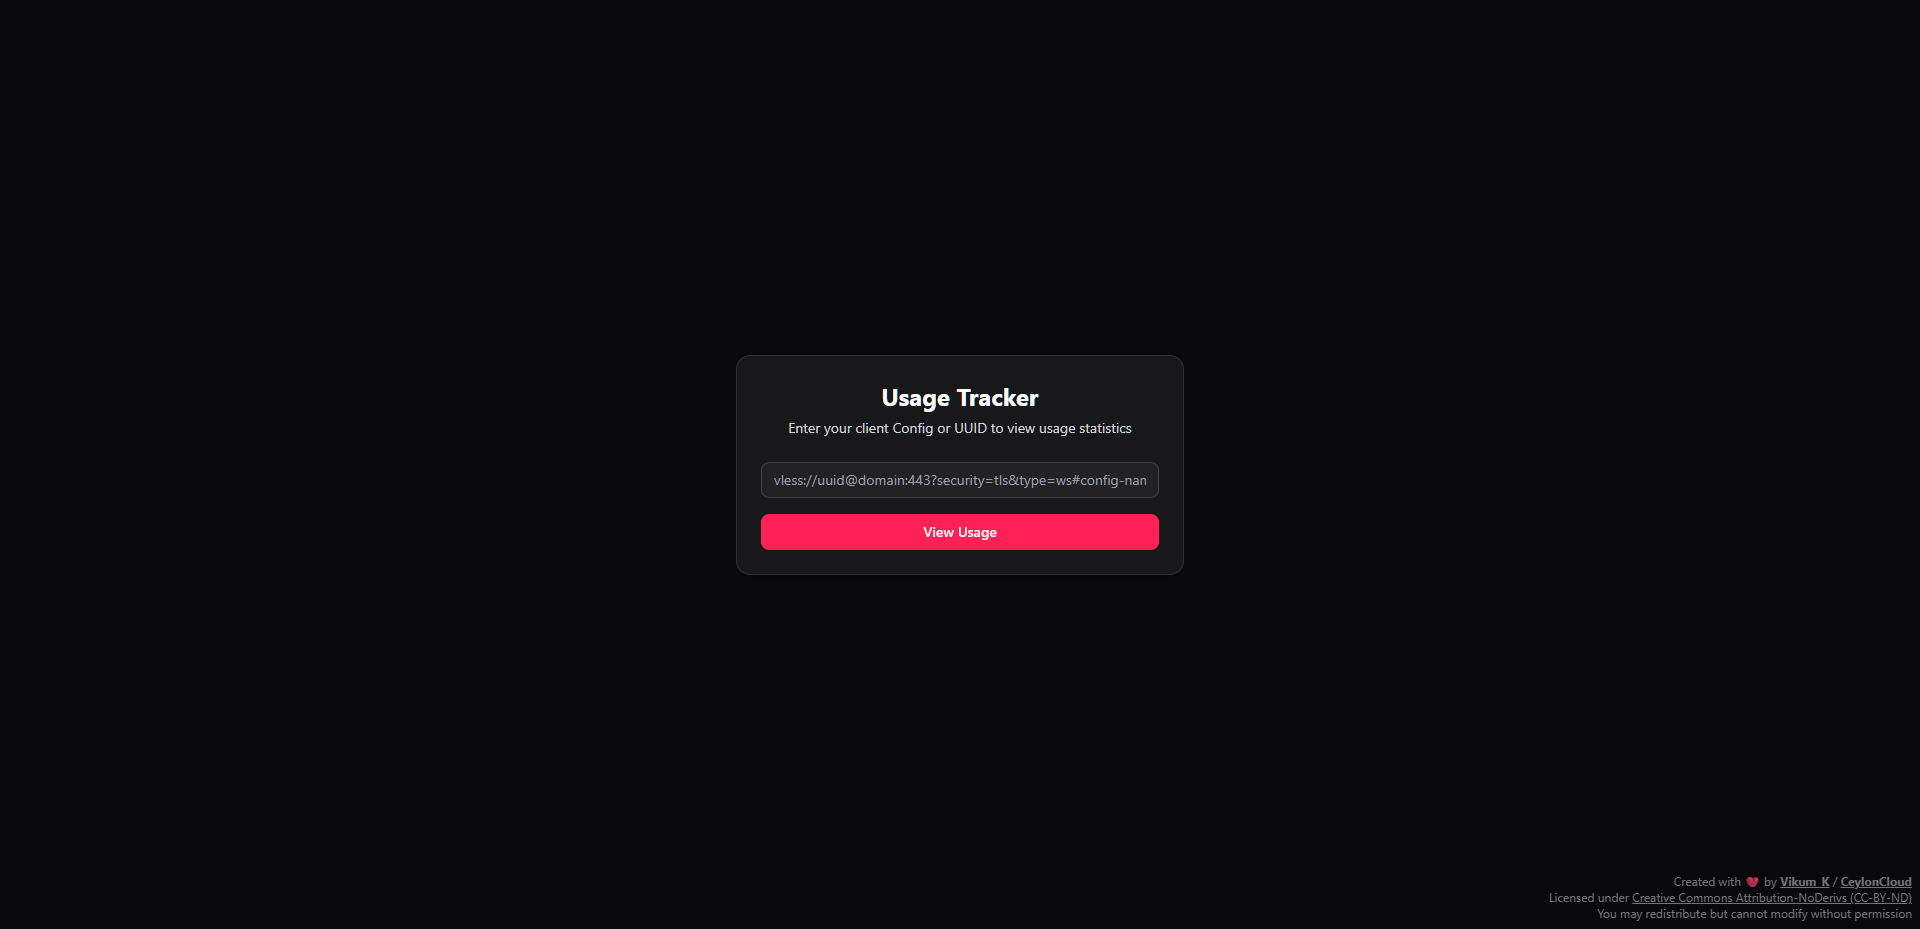 Usage Tracker
Enter your client Config or UUID to view usage statistics
vless://uuid@domain:443?security=tls&type=ws#config-nam
View Usage
Created with ❤️ by Vikum_K / CeylonCloud
Licensed under Creative Commons Attribution-NoDerivs (CC-BY-ND)
You may redistribute but cannot modify without permission